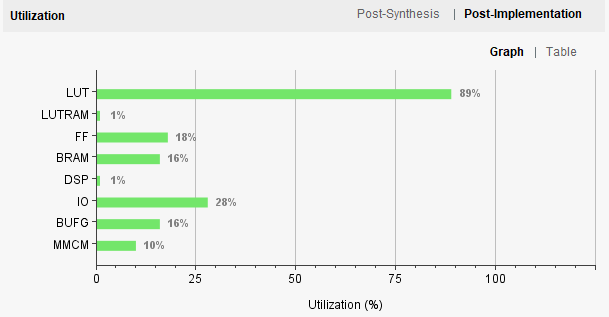 Utilization Post-Synthesis | Post-Implementation
Graph | Table
LUT 89%
LUTRAM 1%
FF 18%
BRAM 16%
DSP 1%
IO 28%
BUFG 16%
MMCM 10%
0 25 50 75 100
Utilization (%)